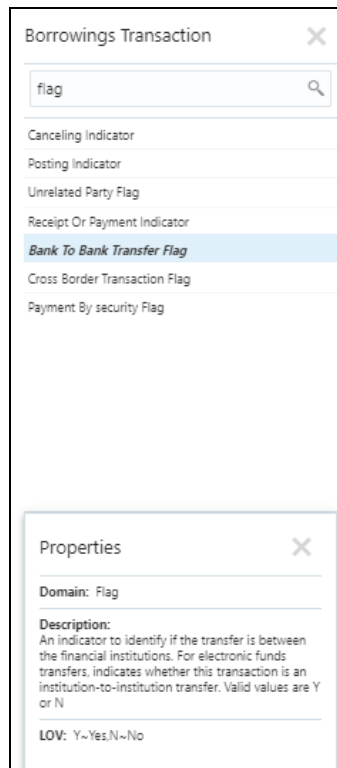 Borrowings Transaction
flag
Canceling Indicator
Posting Indicator
Unrelated Party Flag
Receipt Or Payment Indicator
Bank To Bank Transfer Flag
Cross Border Transaction Flag
Payment By security Flag
Properties
Domain: Flag
Description:
An indicator to identify if the transfer is between
the financial institutions. For electronic funds
transfers, indicates whether this transaction is an
institution-to-institution transfer. Valid values are Y
or N
LOV: Y~Yes,N~No